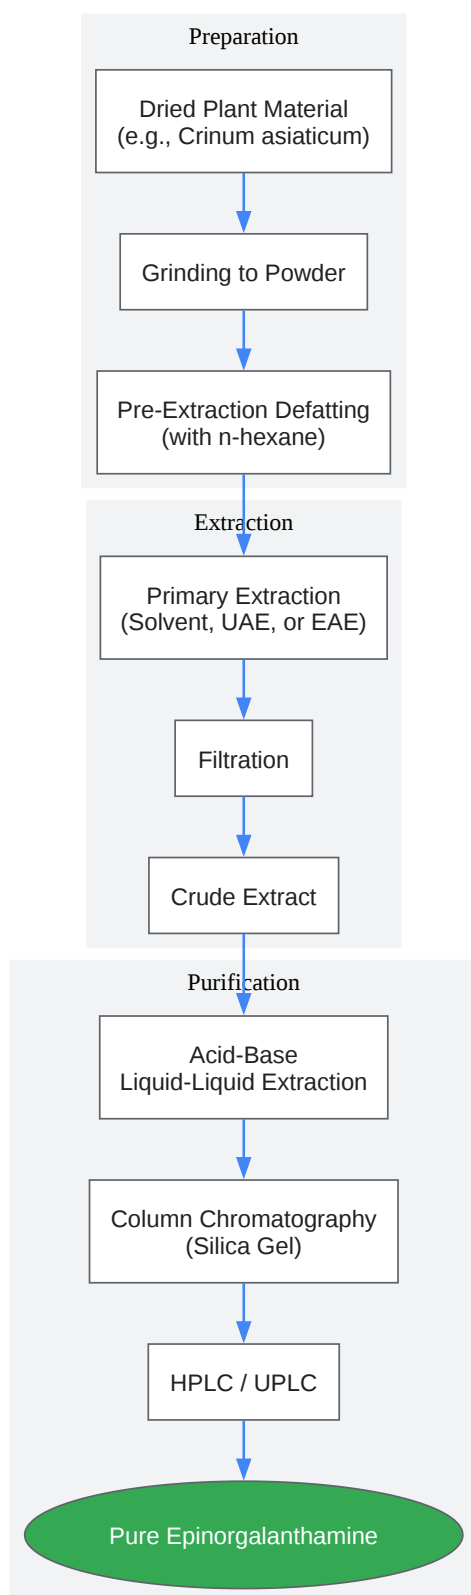 Preparation
Dried Plant Material
(e.g., Crinum asiaticum)
Grinding to Powder
Pre-Extraction Defatting
(with n-hexane)
Extraction
Primary Extraction
(Solvent, UAE, or EAE)
Filtration
Crude Extract
Purification
Acid-Base
Liquid-Liquid Extraction
Column Chromatography
(Silica Gel)
HPLC / UPLC
Pure Epinorgalanthamine